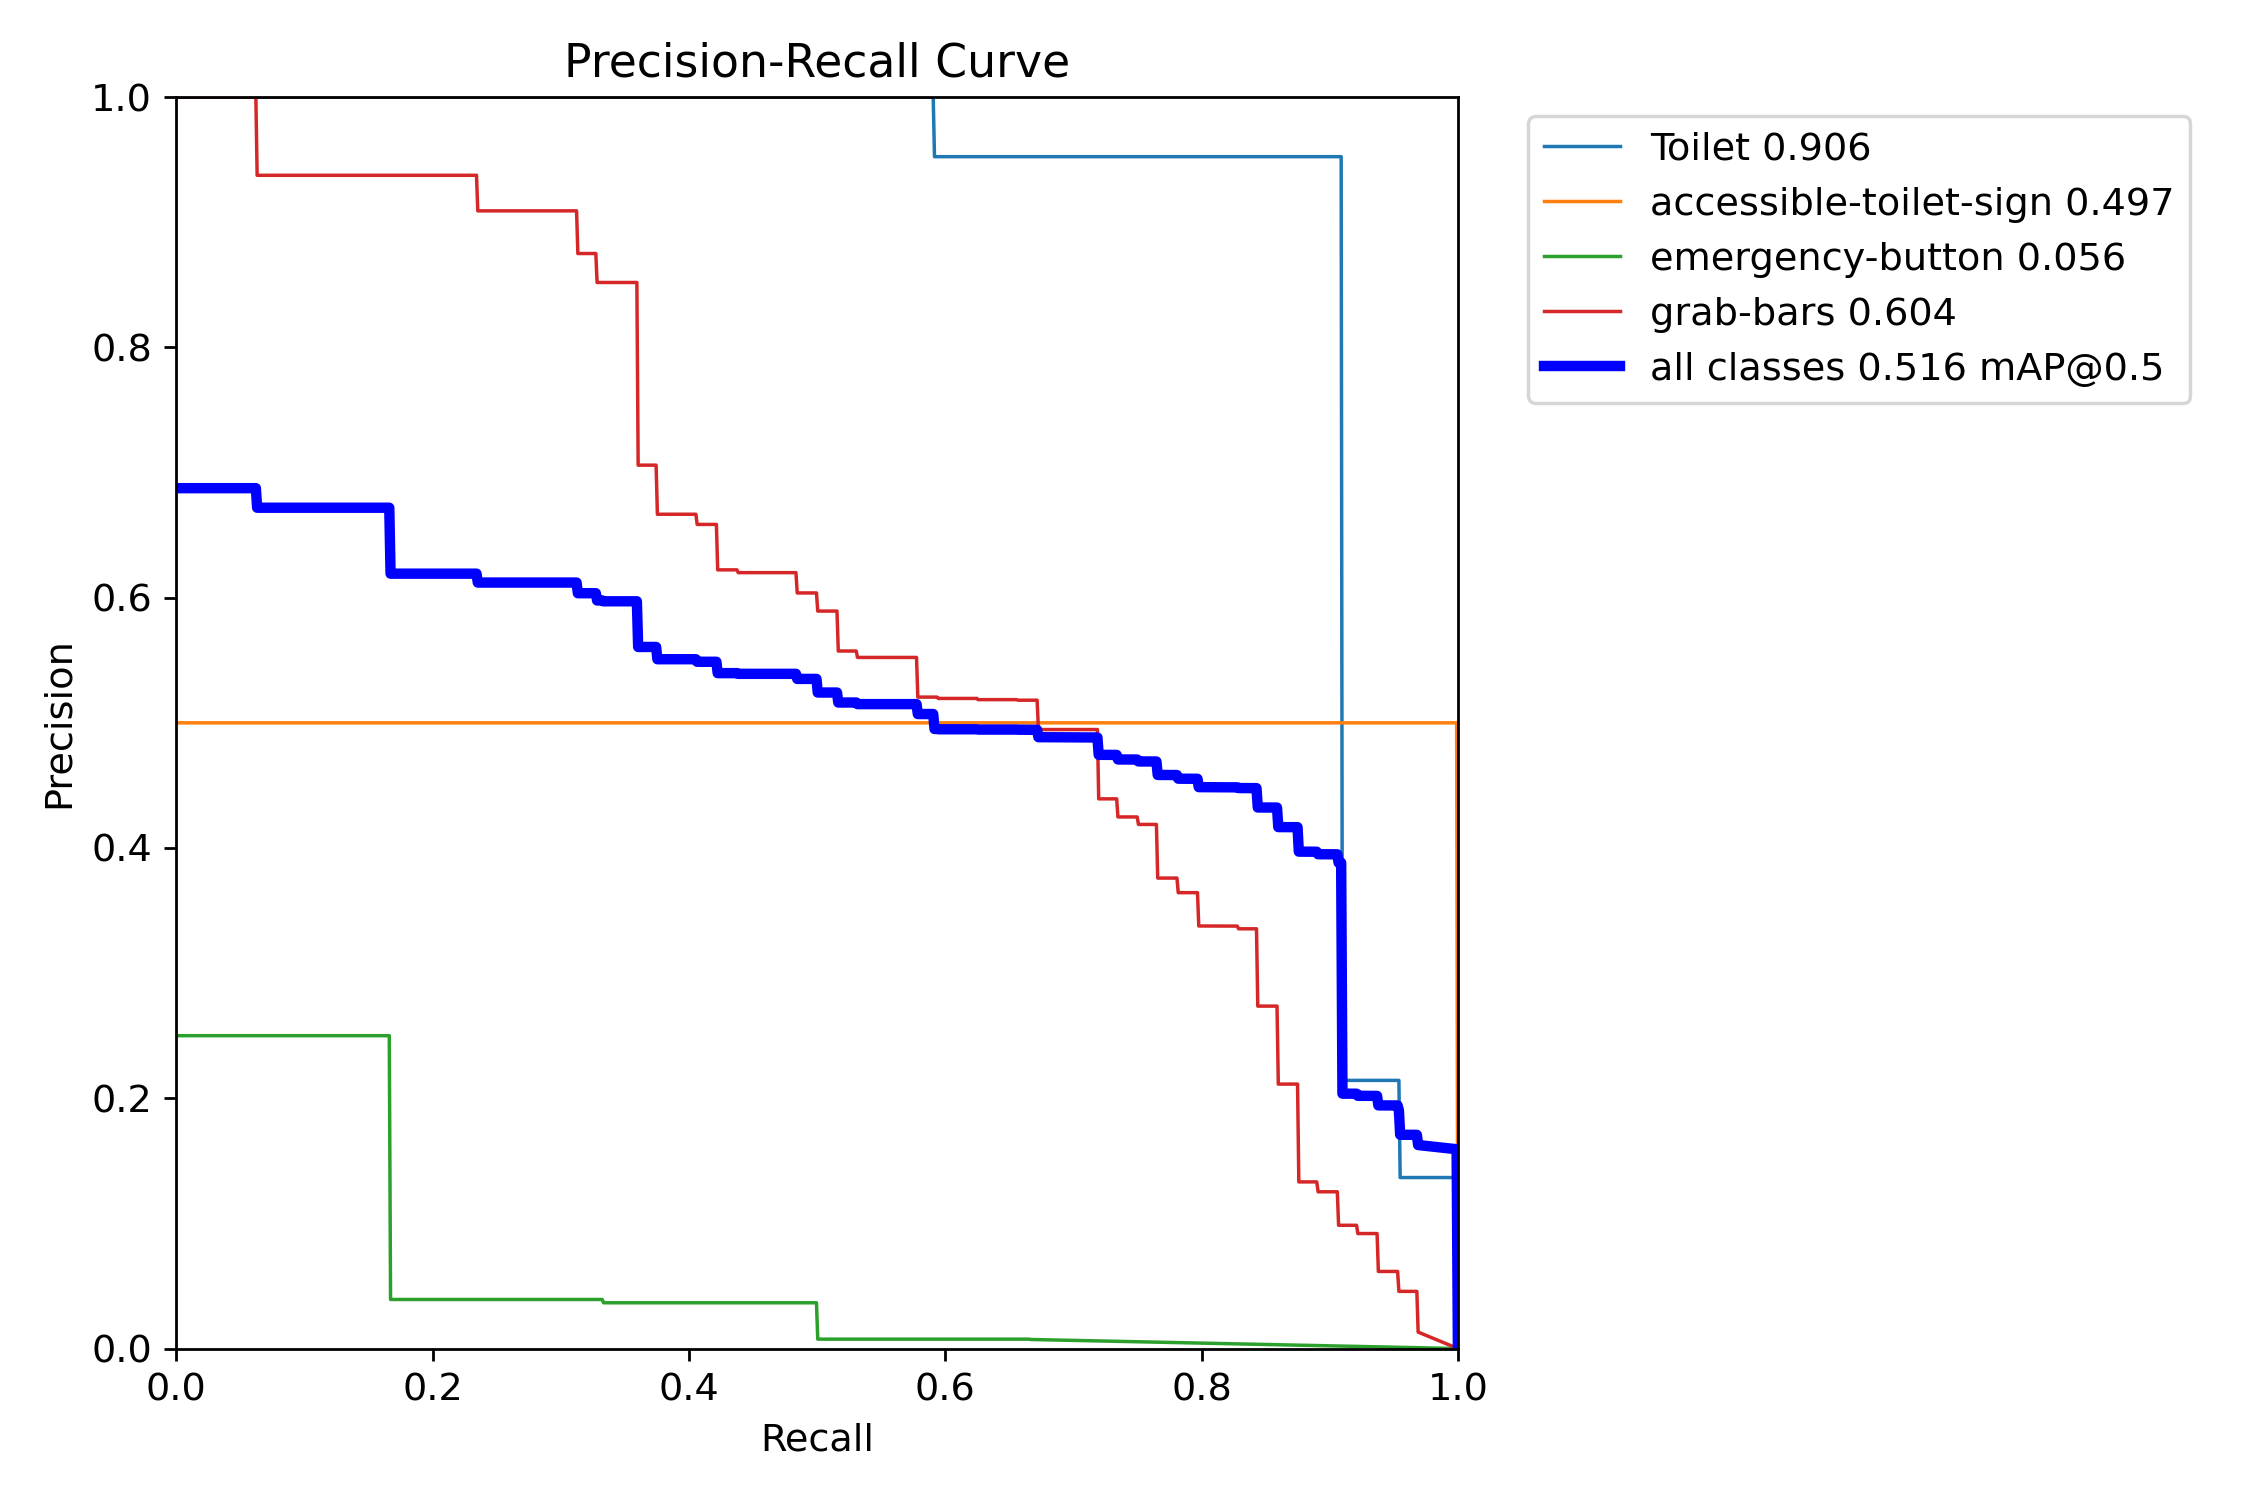 Precision-Recall Curve
1.0
0.8
0.6
0.4
0.2
0.0
Precision
0.0 0.2 0.4 0.6 0.8 1.0
Recall
Toilet 0.906
accessible-toilet-sign 0.497
emergency-button 0.056
grab-bars 0.604
all classes 0.516 mAP@0.5